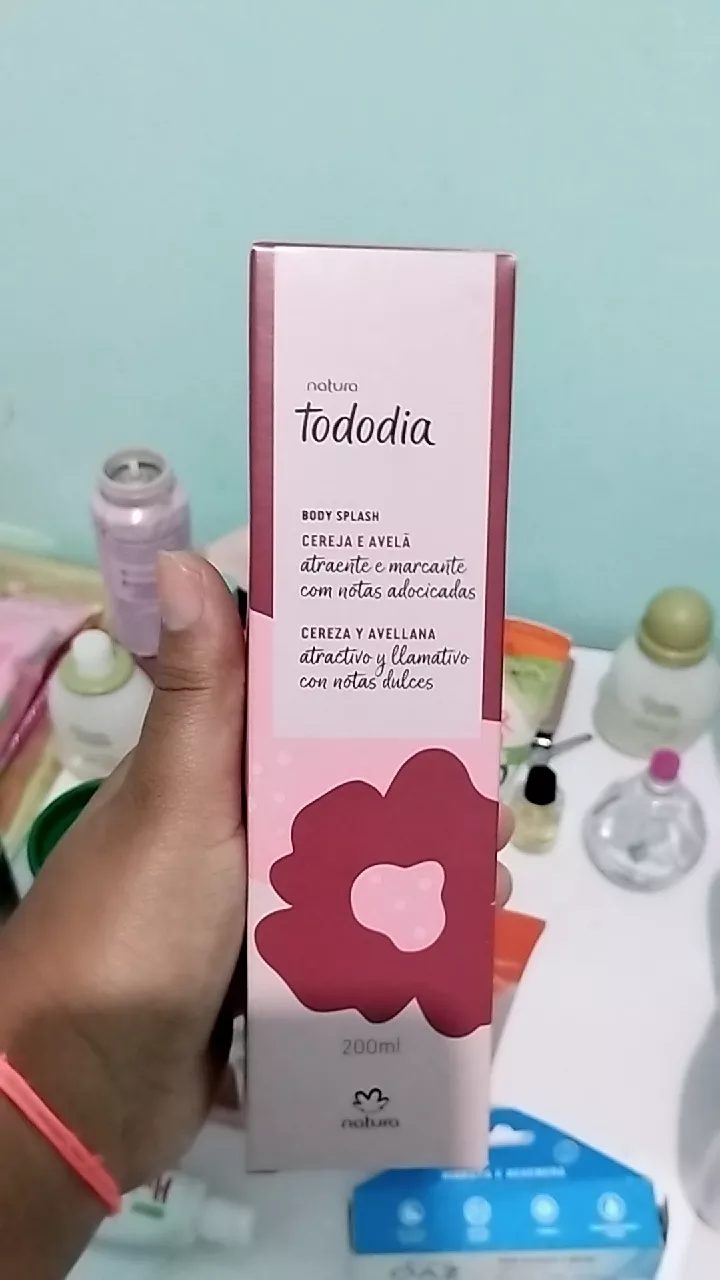 natura
Tododia
BODY SPLASH
CEREJA E AVELÃ
atraente e marcante
com notas adocicadas
CEREZA Y AVELLANA
atractivo y llamativo
con notas dulces
200ml
natura